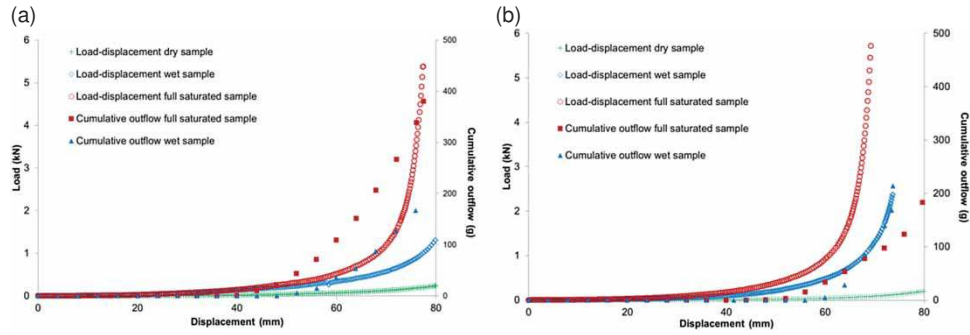 (a)
(b)
6
5
4
3
2
1
0
Load (kN)
Load-displacement dry sample
Load-displacement wet sample
Load-displacement full saturated sample
Cumulative outflow full saturated sample
Cumulative outflow wet sample
500
400
300
200
100
0
Cumulative outflow (g)
0 20 40 60 80
Displacement (mm)
6
5
4
3
2
1
0
Load (kN)
Load-displacement dry sample
Load-displacement wet sample
Load-displacement full saturated sample
Cumulative outflow full saturated sample
Cumulative outflow wet sample
500
400
300
200
100
0
Cumulative outflow (g)
0 20 40 60 80
Displacement (mm)